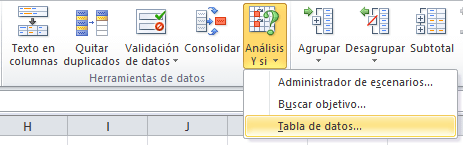 Texto en
columnas
Quitar
duplicados
Validación
de datos
Consolidar
Análisis
Y si
Agrupar
Desagrupar
Subtotal
Herramientas de datos
Administrador de escenarios...
Buscar objetivo...
Tabla de datos...
H I J